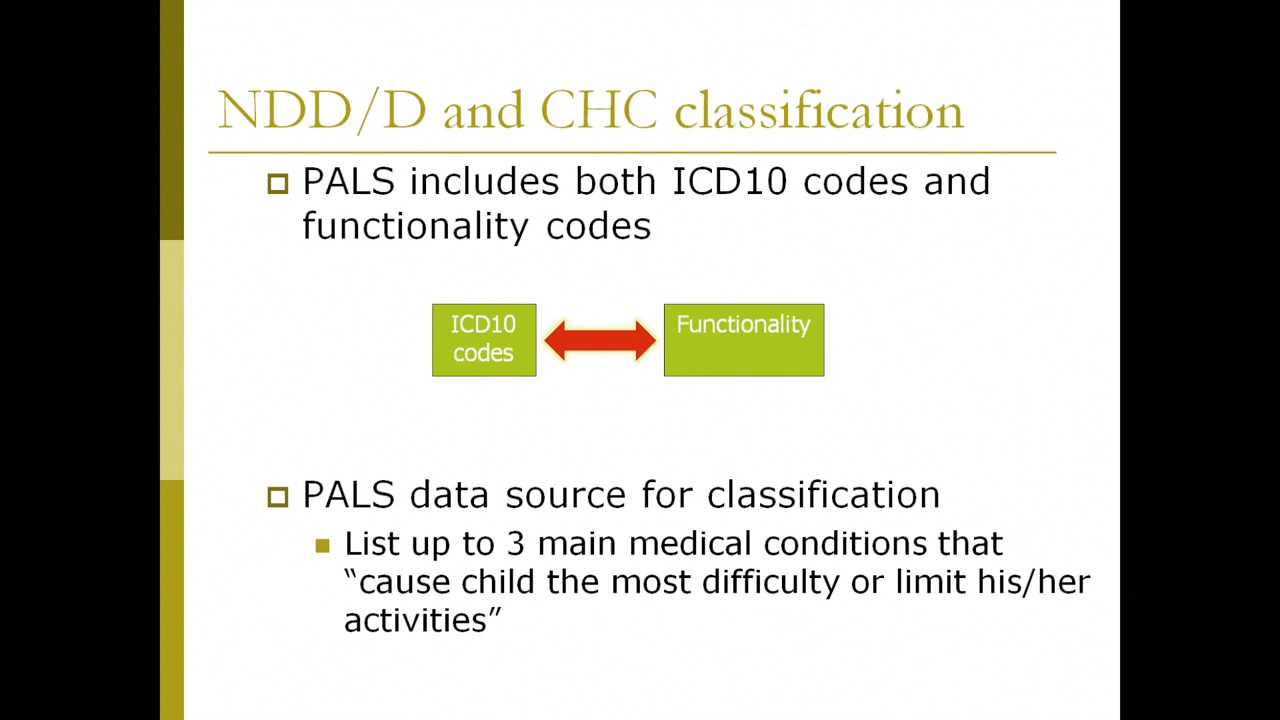 NDD/D and CHC classification
PALS includes both ICD10 codes and
functionality codes
ICD10
codes
Functionality
PALS data source for classification
List up to 3 main medical conditions that
“cause child the most difficulty or limit his/her
activities”